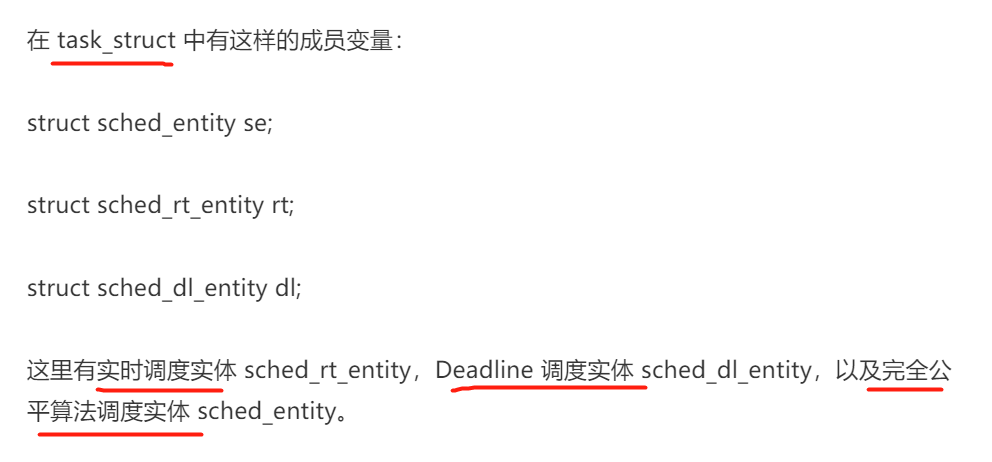 在 task_struct 中有这样的成员变量：
struct sched_entity se;
struct sched_rt_entity rt;
struct sched_dl_entity dl;
这里有实时调度实体 sched_rt_entity，Deadline 调度实体 sched_dl_entity，以及完全公
平算法调度实体 sched_entity。